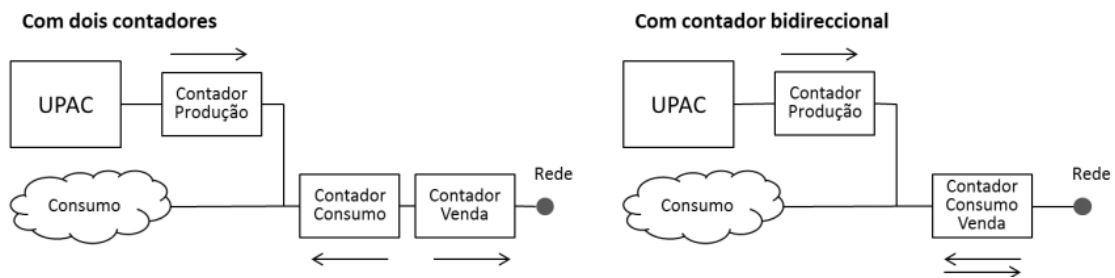 Com dois contadores
UPAC
Contador
Produção
Consumo
Contador
Consumo
Contador
Venda
Rede
Com contador bidireccional
UPAC
Contador
Produção
Consumo
Contador
Consumo
Venda
Rede